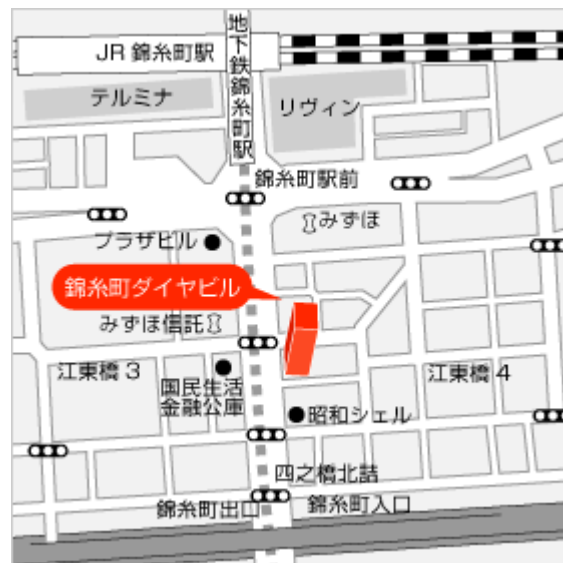 JR 錦糸町駅
地下鉄錦糸町駅
テルミナ
リヴィン
錦糸町駅前
みずほ
プラザビル
錦糸町ダイヤビル
みずほ信託
江東橋 3
国民生活
金融公庫
江東橋 4
昭和シェル
四之橋北詰
錦糸町出口
錦糸町入口